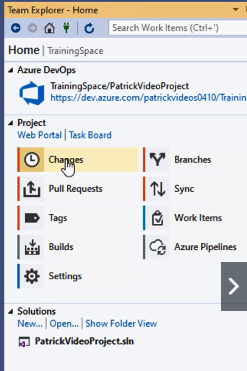 Team Explorer - Home
Search Work Items (Ctrl+')
Home | TrainingSpace
Azure DevOps
TrainingSpace/PatrickVideoProject
https://dev.azure.com/patrickvideos0410/Trainin
Project
Web Portal | Task Board
Changes
Branches
Pull Requests
Sync
Tags
Work Items
Builds
Azure Pipelines
Settings
Solutions
New... | Open... | Show Folder View
PatrickVideoProject.sln